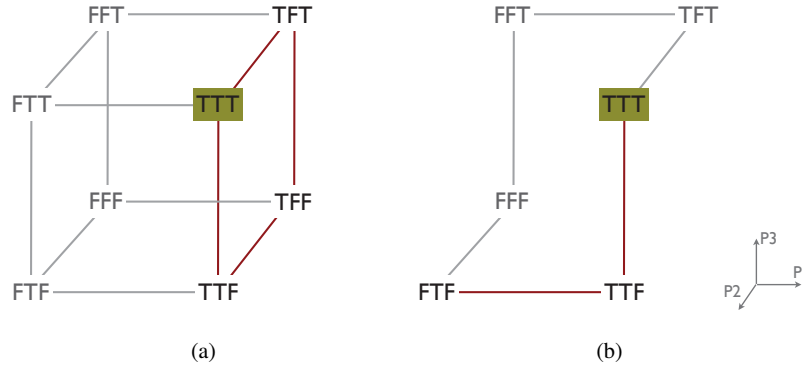 FFT TFT FFT TFT
FTT TTT TTT
FFF TFF FFF
P3
P
P2
FTF TTF FTF TTF
(a) (b)